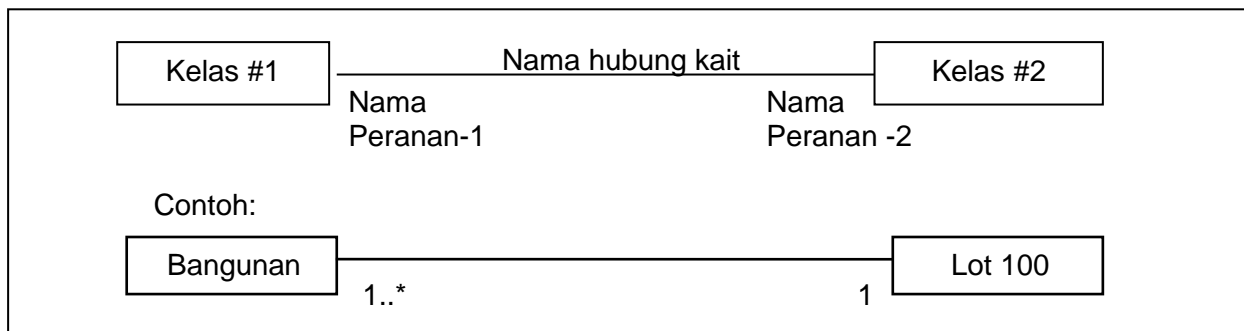 Kelas #1
Nama hubung kait
Kelas #2
Nama
Peranan-1
Nama
Peranan -2
Contoh:
Bangunan
Lot 100
1..*
1